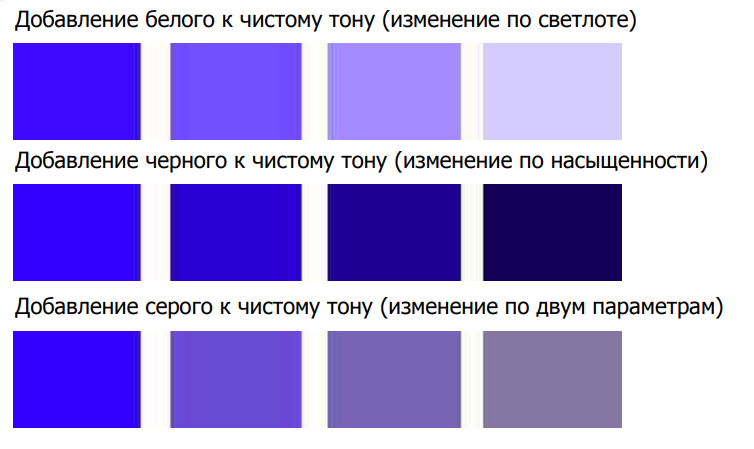 Добавление белого к чистому тону (изменение по светлоте)
Добавление черного к чистому тону (изменение по насыщенности)
Добавление серого к чистому тону (изменение по двум параметрам)